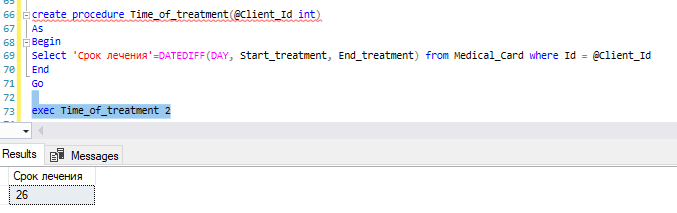 66 create procedure Time_of_treatment(@Client_Id int)
67 As
68 Begin
69 Select 'Срок лечения'=DATEDIFF(DAY, Start_treatment, End_treatment) from Medical_Card where Id = @Client_Id
70 End
71 Go
72
73 exec Time_of_treatment 2
Results Messages
Срок лечения
26